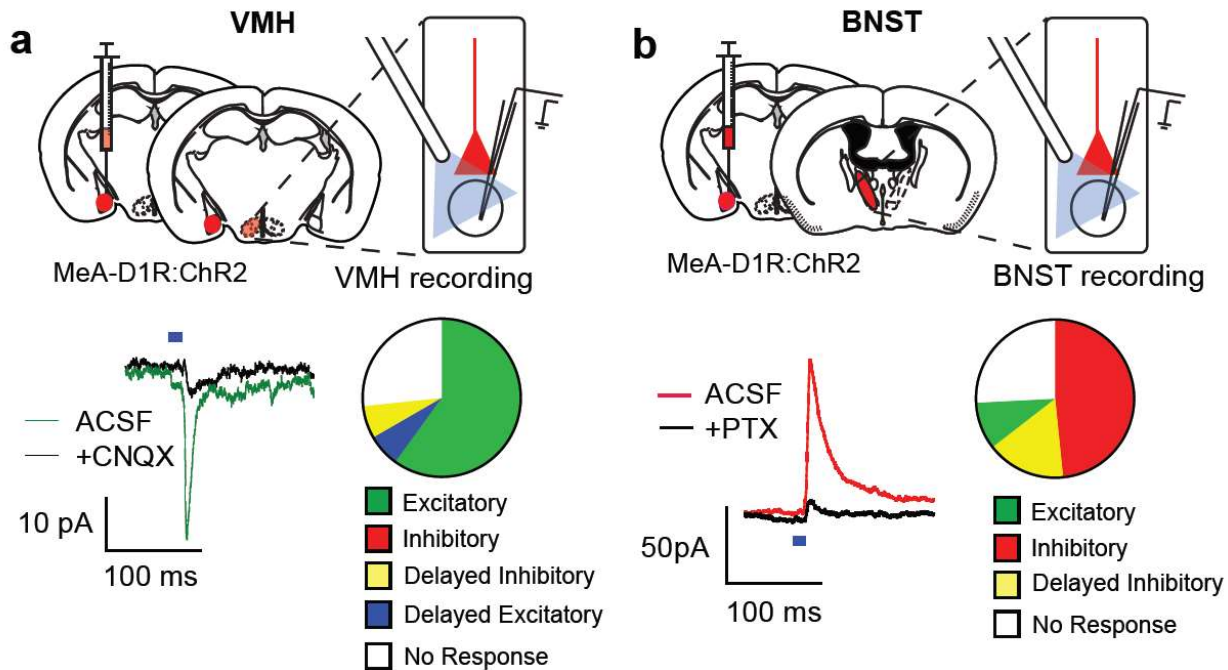 a
VMH
MeA-D1R:ChR2
VMH recording
ACSF
+CNQX
10 pA
100 ms
Excitatory
Inhibitory
Delayed Inhibitory
Delayed Excitatory
No Response
b
BNST
MeA-D1R:ChR2
BNST recording
ACSF
+PTX
50pA
100 ms
Excitatory
Inhibitory
Delayed Inhibitory
No Response